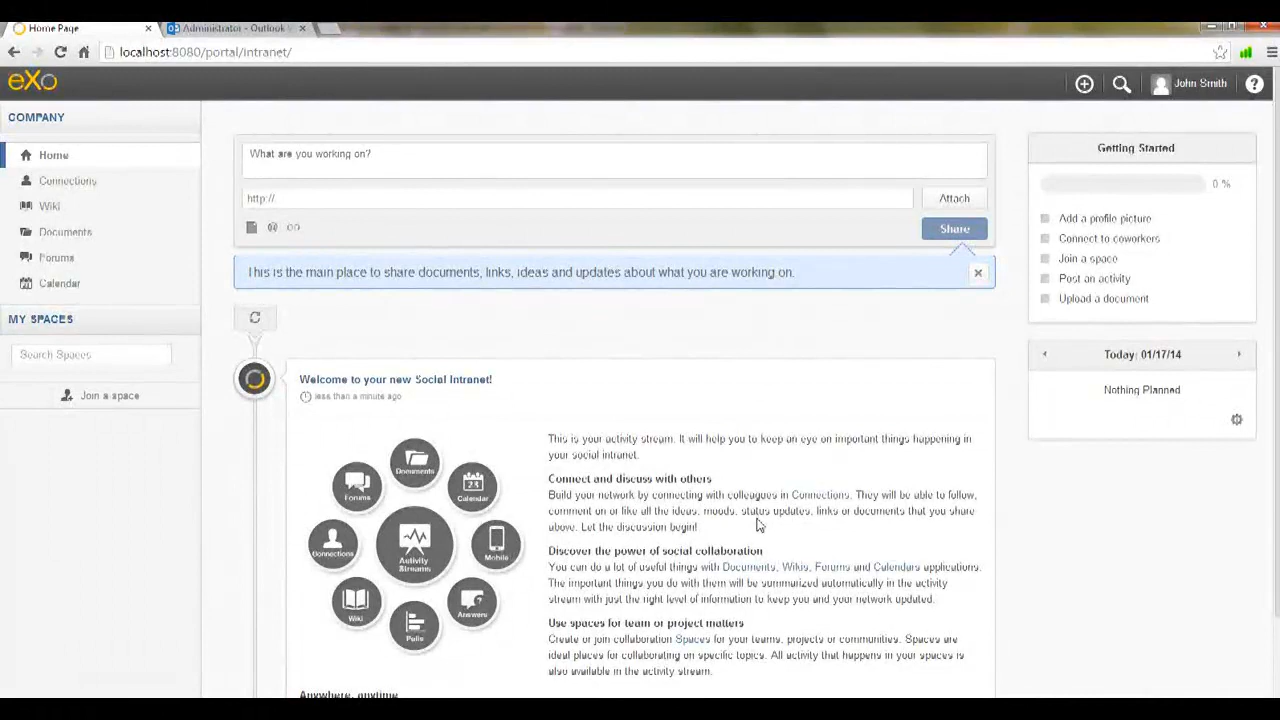 Home Page
Administrator - Outlook
localhost:8080/portal/intranet/
eXo
John Smith
COMPANY
Home
Connections
Wiki
Documents
Forums
Calendar
MY SPACES
Search Spaces
Join a space
What are you working on?
http://
Attach
Share
This is the main place to share documents, links, ideas and updates about what you are working on.
Welcome to your new Social Intranet!
less than a minute ago
Documents
Forums
Calendar
23
Connections
Activity
Streams
Mobile
Wiki
Answers
Polls
This is your activity stream. It will help you to keep an eye on important things happening in
your social intranet.
Connect and discuss with others
Build your network by connecting with colleagues in Connections. They will be able to follow,
comment on or like all the ideas, moods, status updates, links or documents that you share
above. Let the discussion begin!
Discover the power of social collaboration
You can do a lot of useful things with Documents, Wikis, Forums and Calendars applications.
The important things you do with them will be summarized automatically in the activity
stream with just the right level of information to keep you and your network updated.
Use spaces for team or project matters
Create or join collaboration Spaces for your teams, projects or communities. Spaces are
ideal places for collaborating on specific topics. All activity that happens in your spaces is
also available in the activity stream.
Anywhere, anytime
Getting Started
0 %
Add a profile picture
Connect to coworkers
Join a space
Post an activity
Upload a document
Today: 01/17/14
Nothing Planned